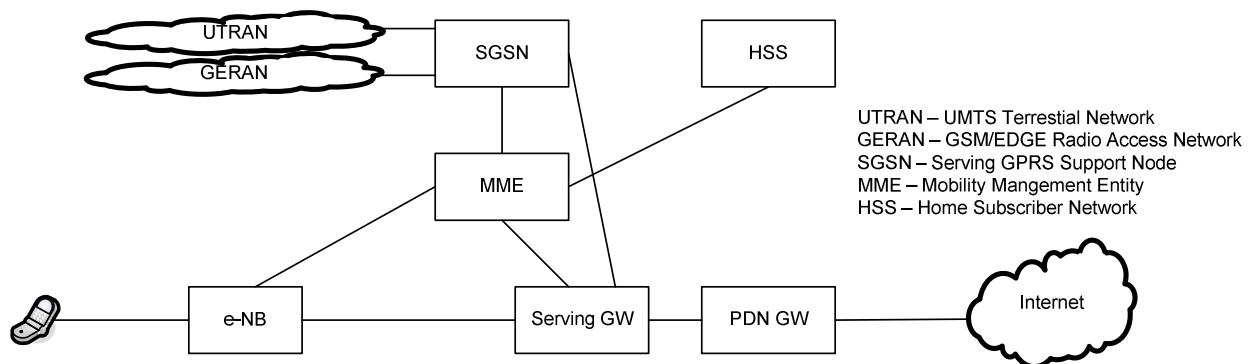 UTRAN
GERAN
SGSN
HSS
UTRAN – UMTS Terrestial Network
GERAN – GSM/EDGE Radio Access Network
SGSN – Serving GPRS Support Node
MME – Mobility Mangement Entity
HSS – Home Subscriber Network
MME
e-NB
Serving GW
PDN GW
Internet